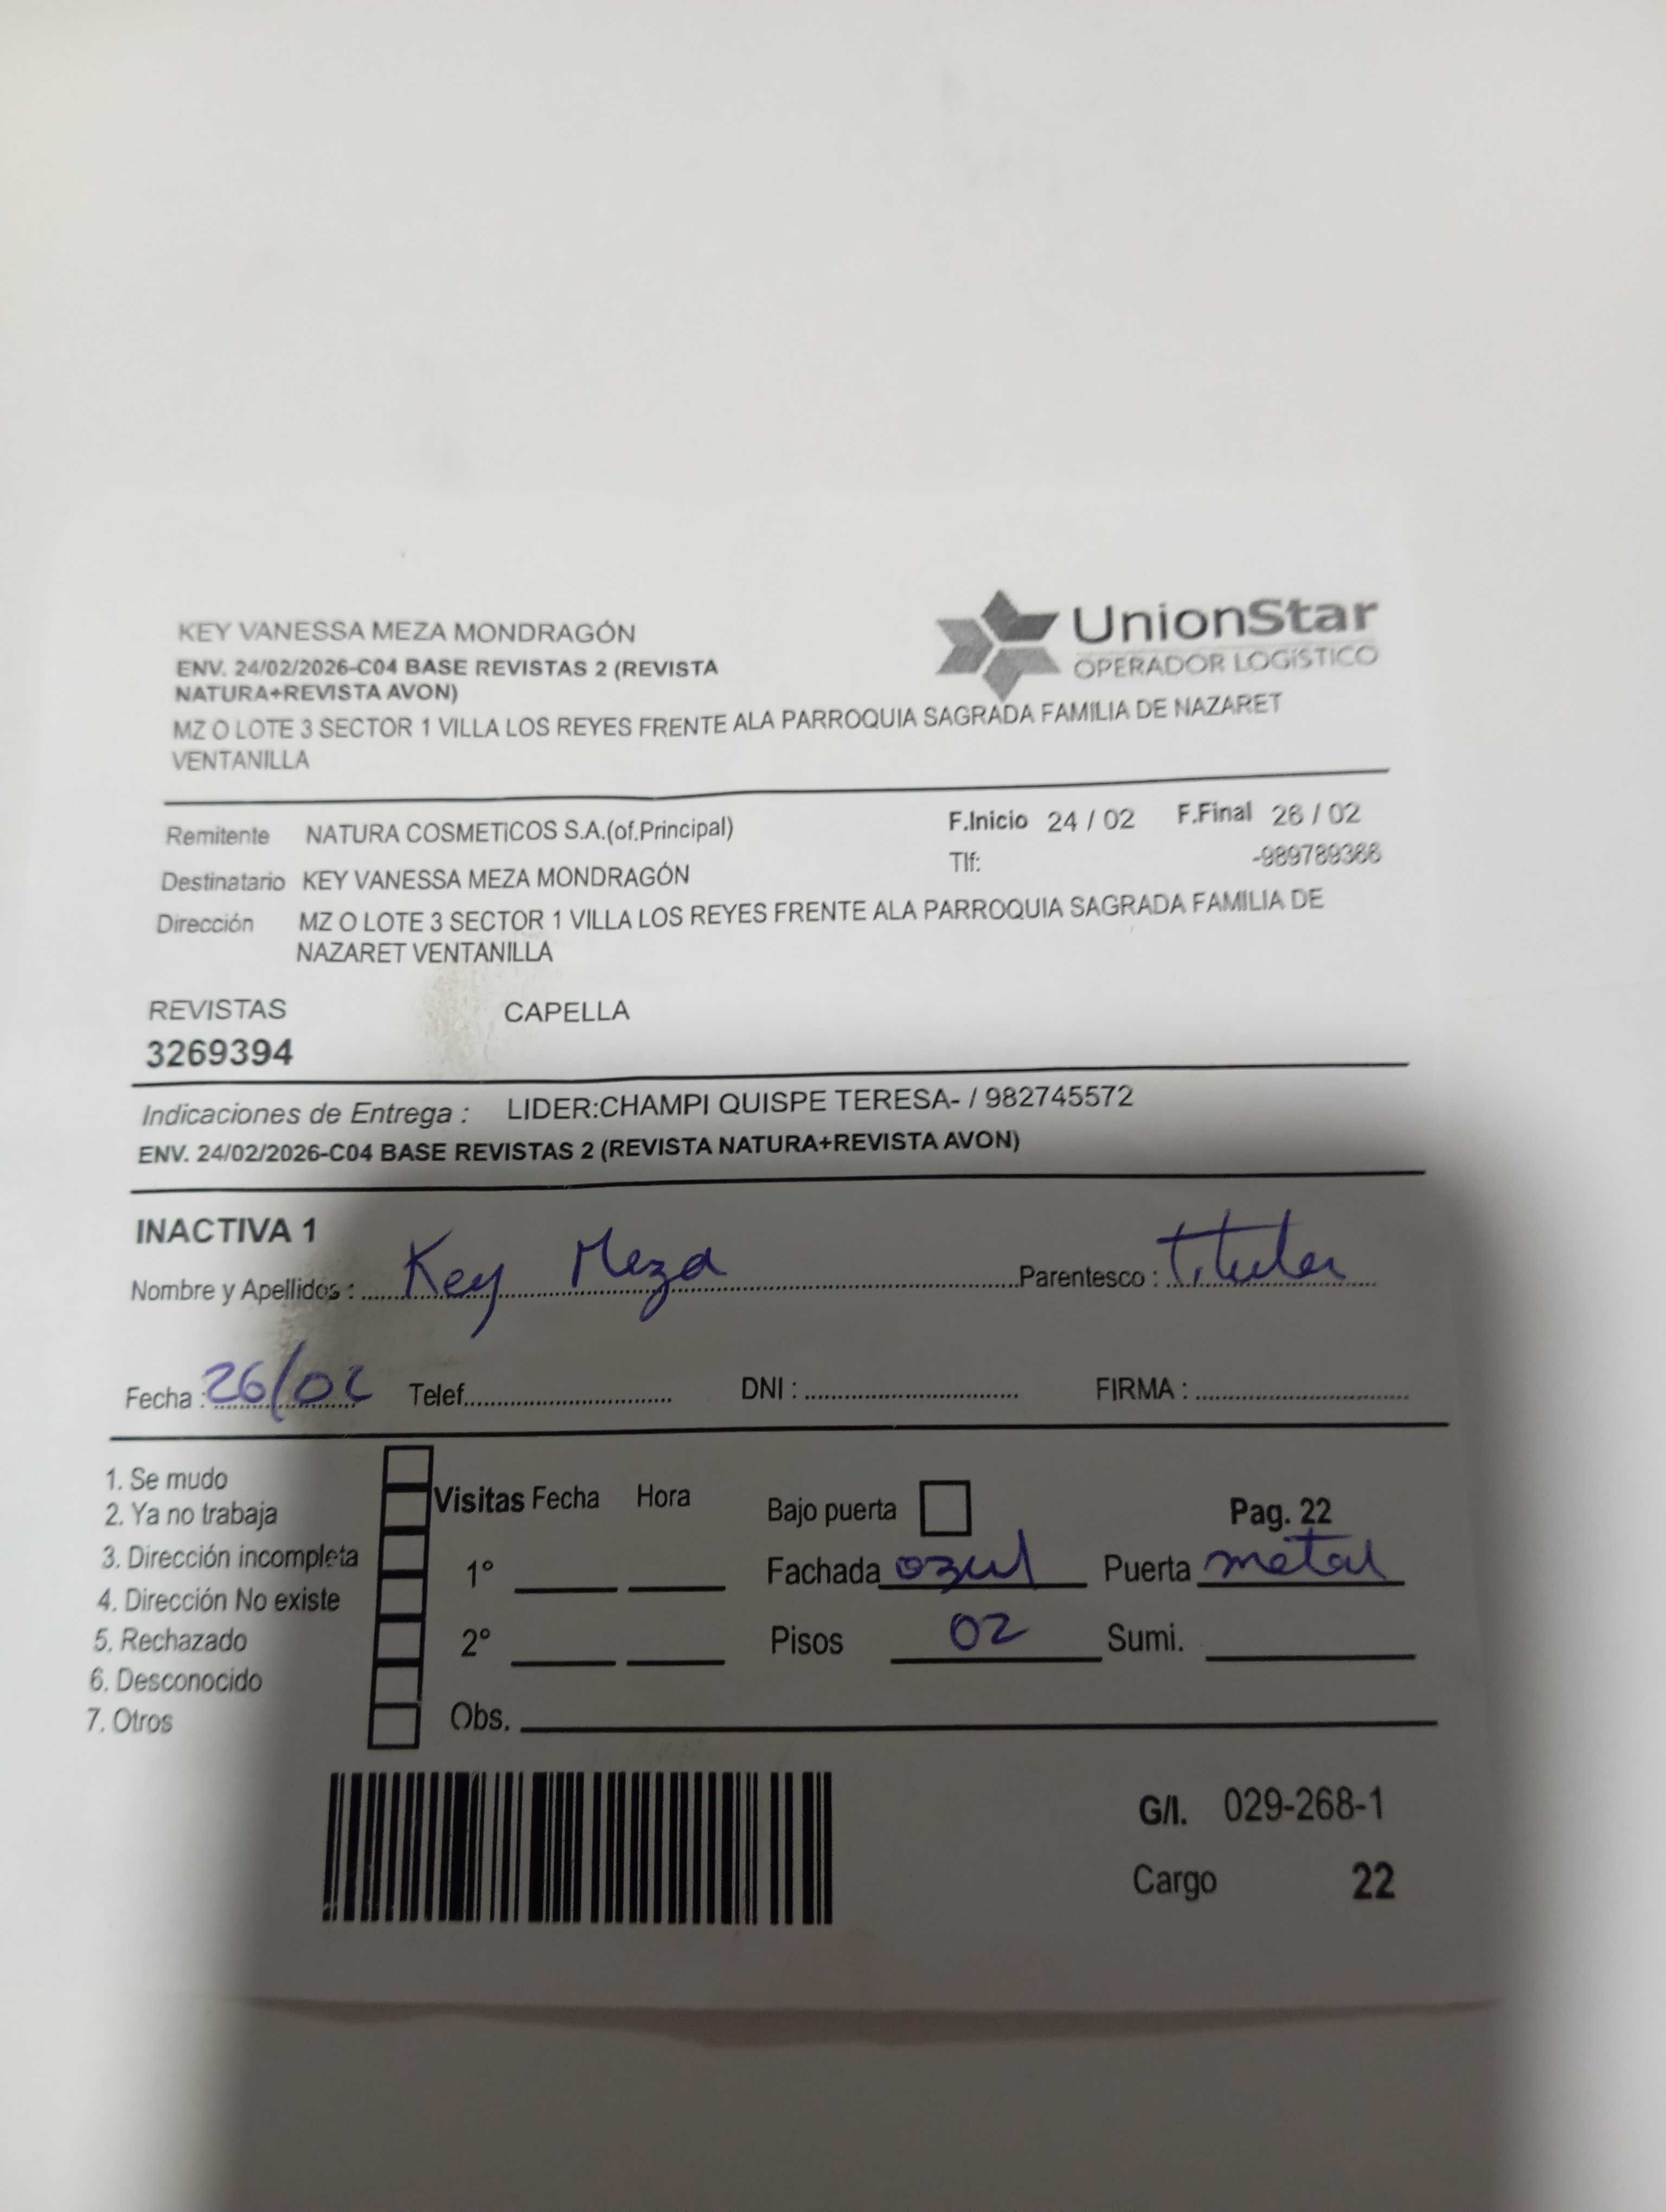 KEY VANESSA MEZA MONDRAGÓN
UnionStar
OPERADOR LOGÍSTICO
ENV. 24/02/2026-C04 BASE REVISTAS 2 (REVISTA
NATURA+REVISTA AVON)
MZ O LOTE 3 SECTOR 1 VILLA LOS REYES FRENTE ALA PARROQUIA SAGRADA FAMILIA DE NAZARET
VENTANILLA
Remitente NATURA COSMETICOS S.A.(of.Principal) F.Inicio 24 / 02 F.Final 26 / 02
Tlf: -989789366
Destinatario KEY VANESSA MEZA MONDRAGÓN
Dirección MZ O LOTE 3 SECTOR 1 VILLA LOS REYES FRENTE ALA PARROQUIA SAGRADA FAMILIA DE
NAZARET VENTANILLA
REVISTAS CAPELLA
3269394
Indicaciones de Entrega : LIDER:CHAMPI QUISPE TERESA- / 982745572
ENV. 24/02/2026-C04 BASE REVISTAS 2 (REVISTA NATURA+REVISTA AVON)
INACTIVA 1
Nombre y Apellidos : Key Meza Parentesco : Titular
Fecha : 26/02 Telef. DNI : FIRMA :
1. Se mudo
2. Ya no trabaja
3. Dirección incompleta
4. Dirección No existe
5. Rechazado
6. Desconocido
7. Otros
Visitas Fecha Hora
1°
2°
Obs.
Bajo puerta Pag. 22
Fachada azul Puerta metal
Pisos 02 Sumi.
G/I. 029-268-1
Cargo 22